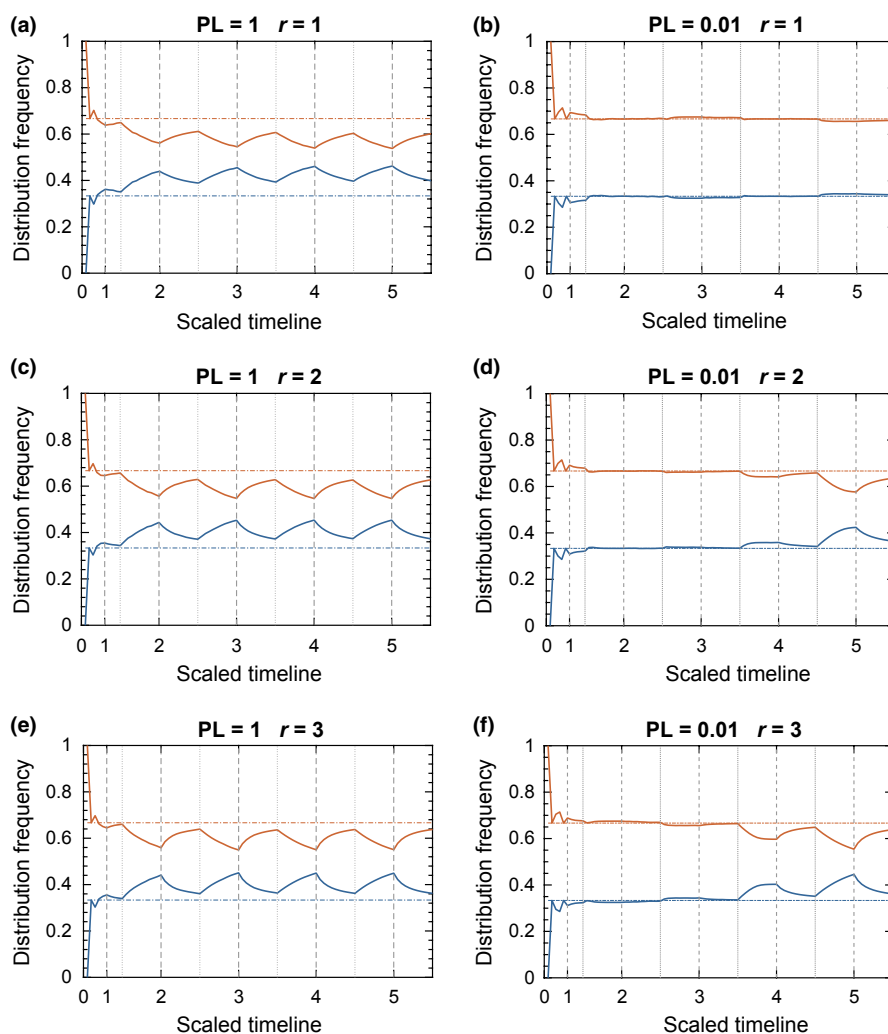 (a) PL = 1 r = 1
1
0.8
0.6
0.4
0.2
0
Distribution frequency
0 1 2 3 4 5
Scaled timeline
(b) PL = 0.01 r = 1
1
0.8
0.6
0.4
0.2
0
Distribution frequency
0 1 2 3 4 5
Scaled timeline
(c) PL = 1 r = 2
1
0.8
0.6
0.4
0.2
0
Distribution frequency
0 1 2 3 4 5
Scaled timeline
(d) PL = 0.01 r = 2
1
0.8
0.6
0.4
0.2
0
Distribution frequency
0 1 2 3 4 5
Scaled timeline
(e) PL = 1 r = 3
1
0.8
0.6
0.4
0.2
0
Distribution frequency
0 1 2 3 4 5
Scaled timeline
(f) PL = 0.01 r = 3
1
0.8
0.6
0.4
0.2
0
Distribution frequency
0 1 2 3 4 5
Scaled timeline